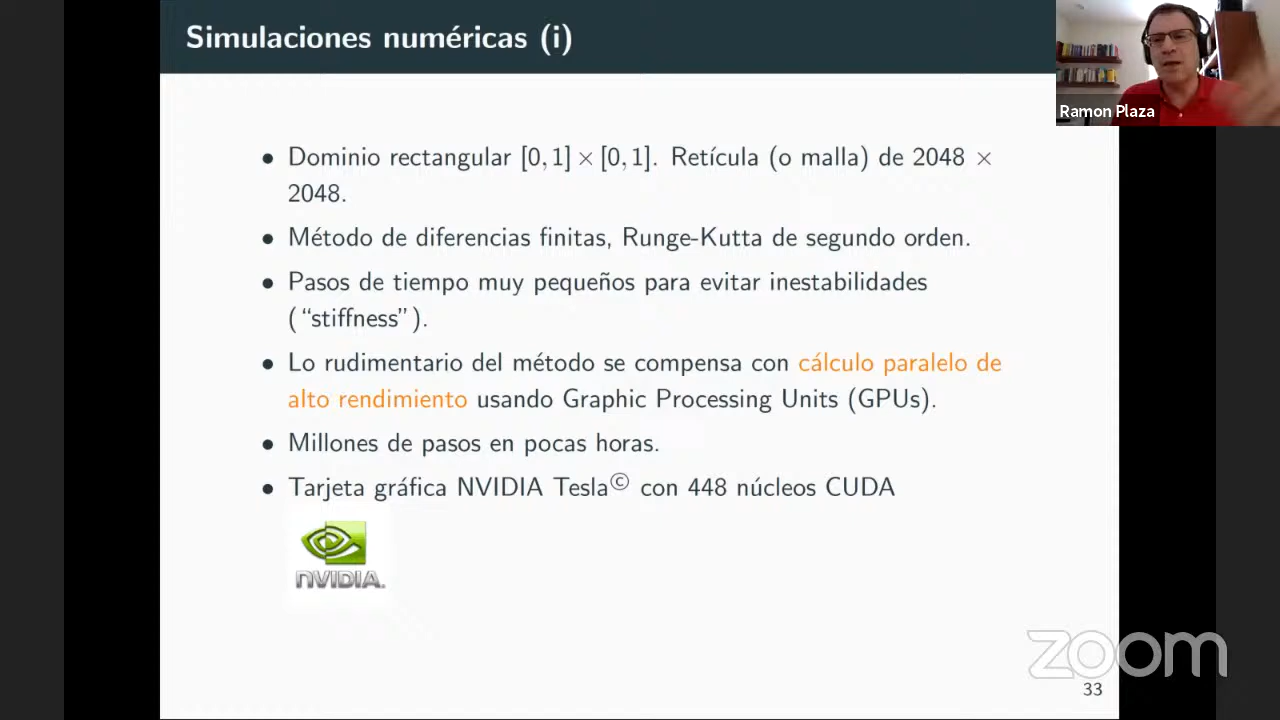 Simulaciones numéricas (i)
Ramon Plaza
• Dominio rectangular [0, 1] × [0, 1]. Retícula (o malla) de 2048 ×
2048.
• Método de diferencias finitas, Runge-Kutta de segundo orden.
• Pasos de tiempo muy pequeños para evitar inestabilidades
(“stiffness”).
• Lo rudimentario del método se compensa con cálculo paralelo de
alto rendimiento usando Graphic Processing Units (GPUs).
• Millones de pasos en pocas horas.
• Tarjeta gráfica NVIDIA Tesla© con 448 núcleos CUDA
NVIDIA.
zoom
33